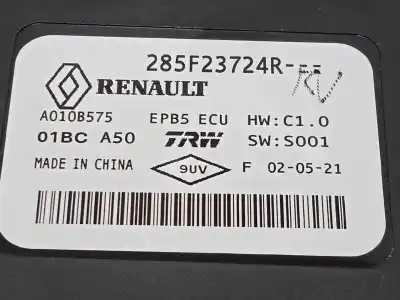 285F23724R---
RENAULT
A010B575 EPB5 ECU HW:C1.0
01BC A50 TRW SW:S001
MADE IN CHINA 9UV F 02-05-21